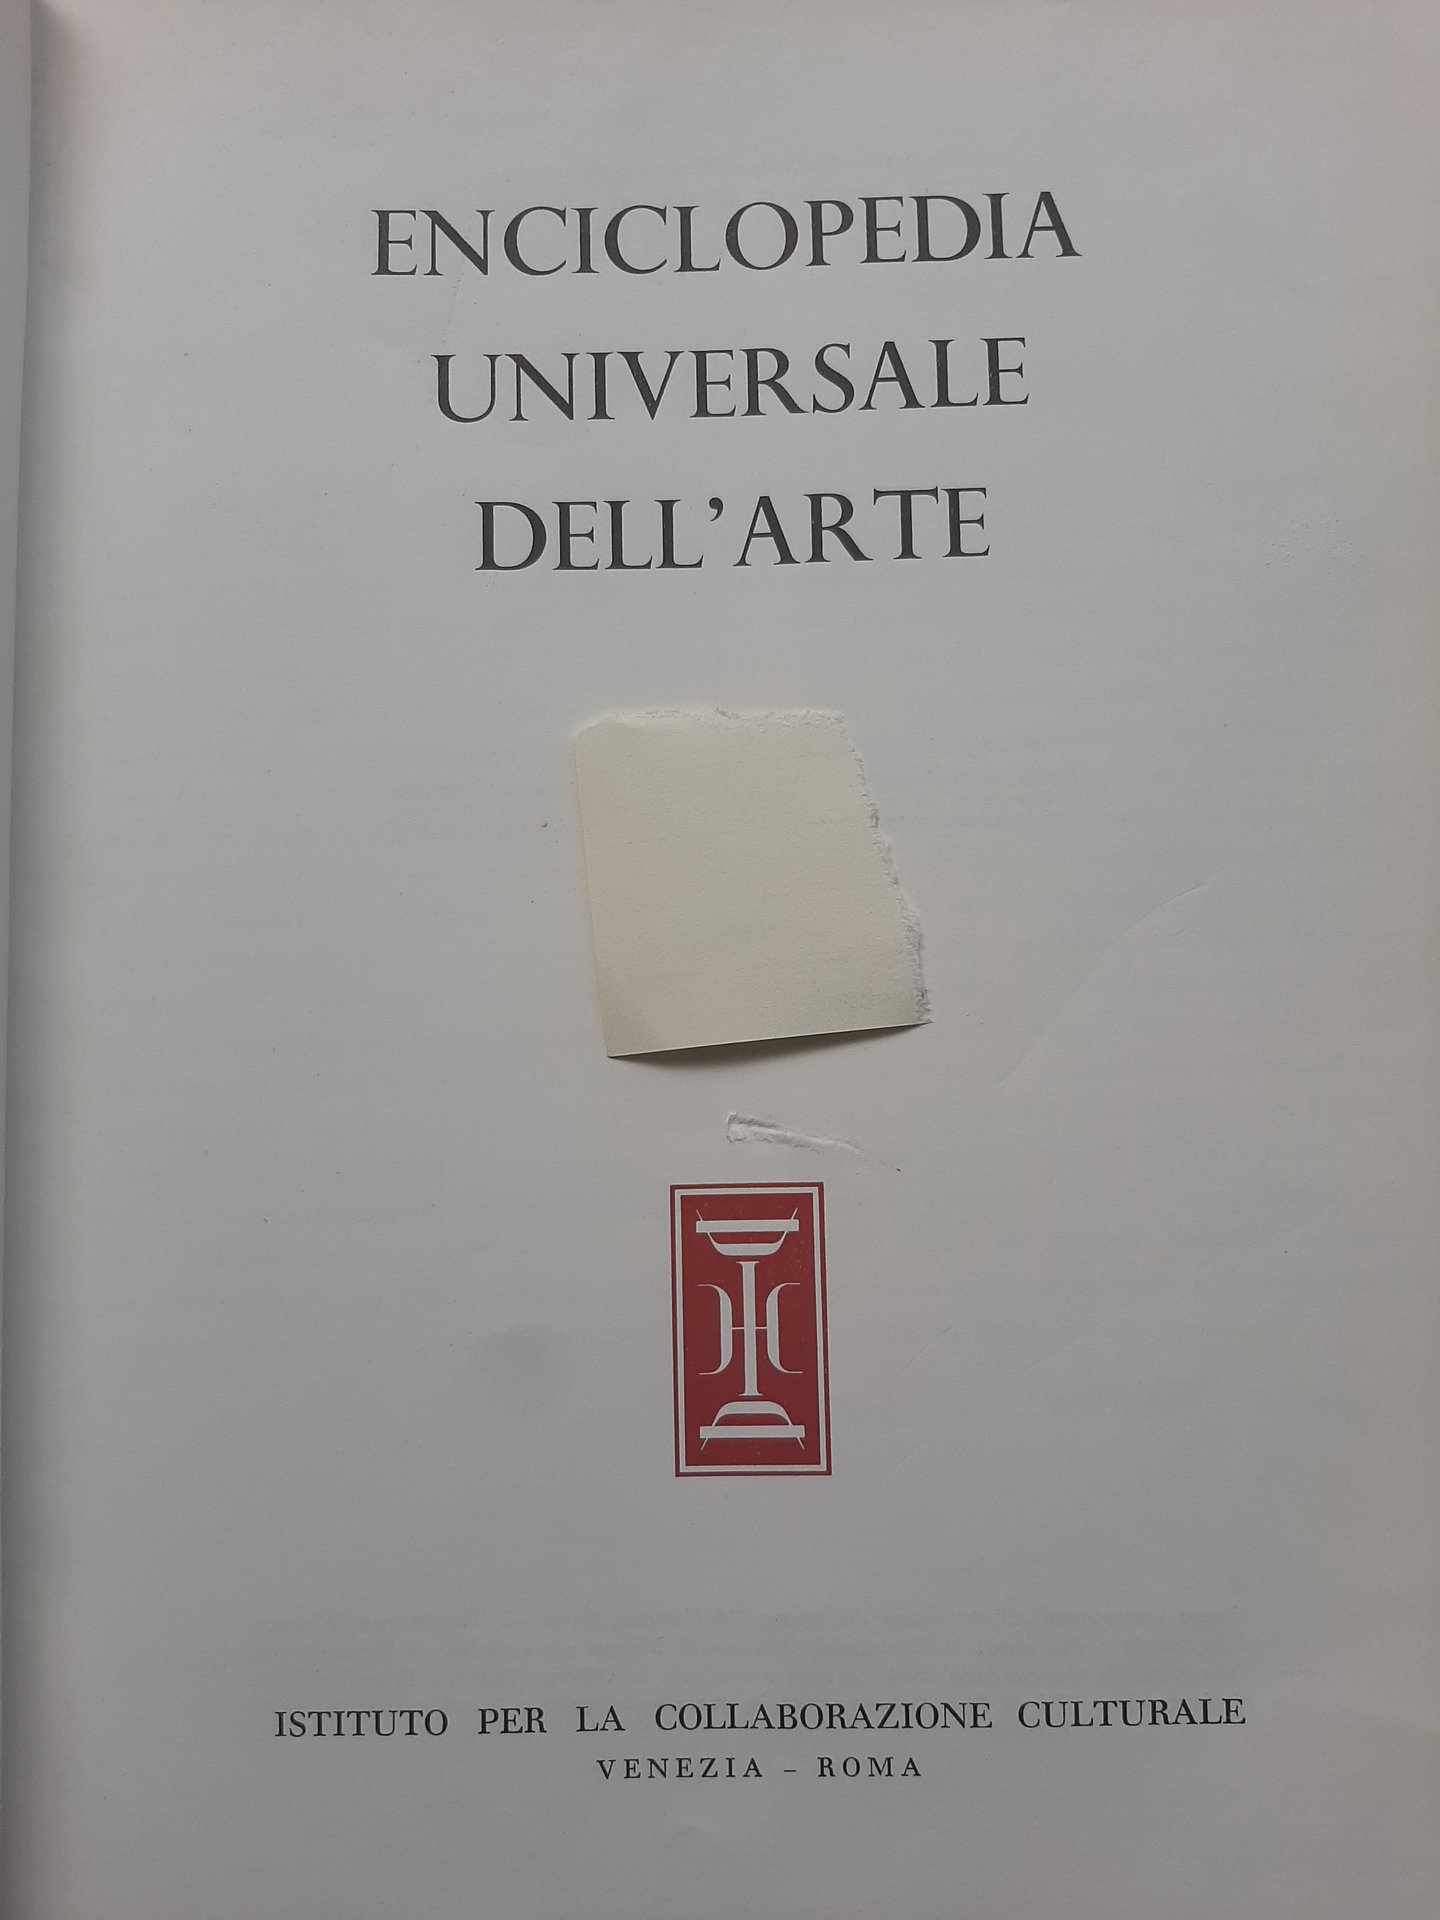 ENCICLOPEDIA
UNIVERSALE
DELL'ARTE
ISTITUTO PER LA COLLABORAZIONE CULTURALE
VENEZIA – ROMA